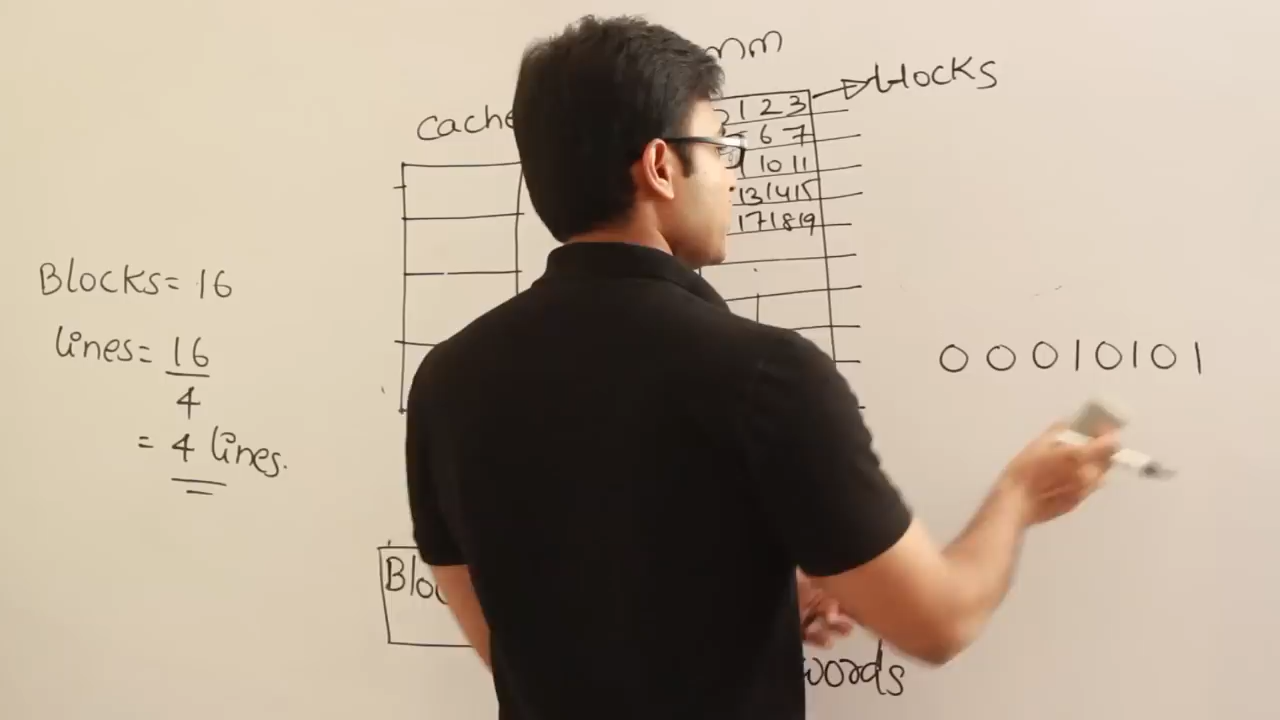 mm
blocks
cache
1 2 3
6 7
10 11
13 14 15
17 18 19
Blocks = 16
lines = 16
4
= 4 lines.
0 0 0 1 0 1 0 1
Bloc
words